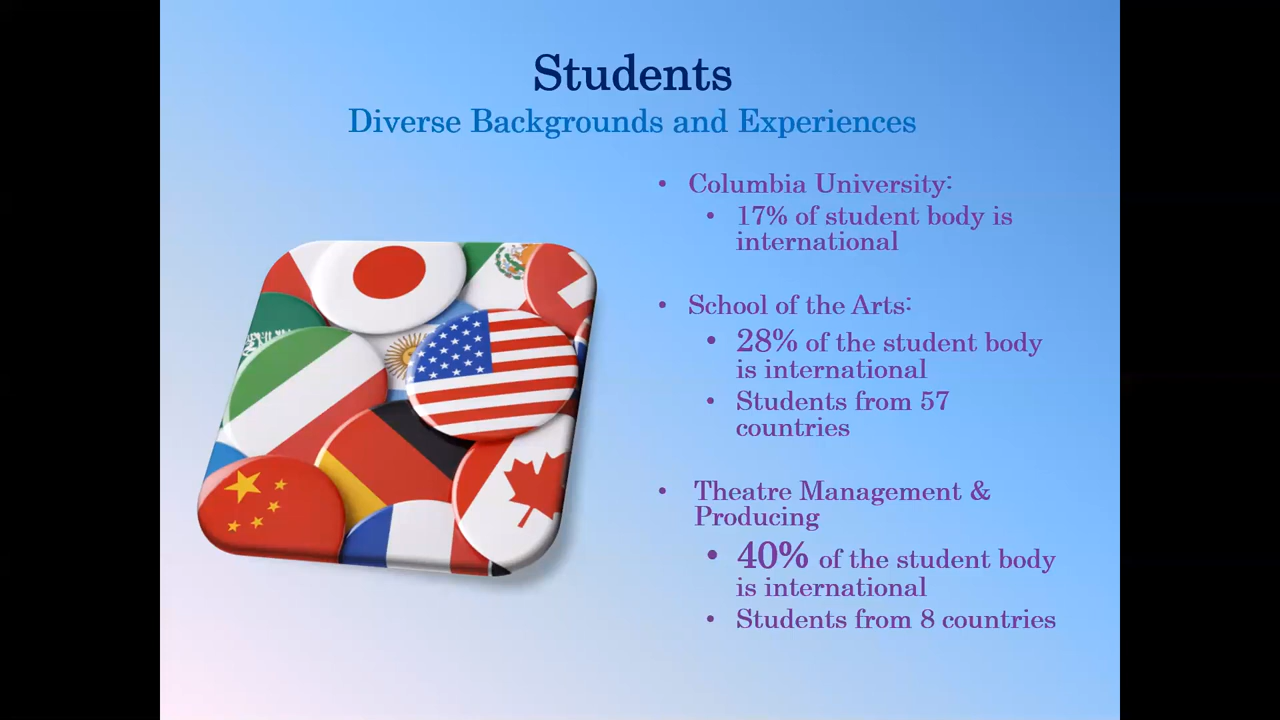 Students
Diverse Backgrounds and Experiences
• Columbia University:
• 17% of student body is
international
• School of the Arts:
• 28% of the student body
is international
• Students from 57
countries
• Theatre Management &
Producing
• 40% of the student body
is international
• Students from 8 countries